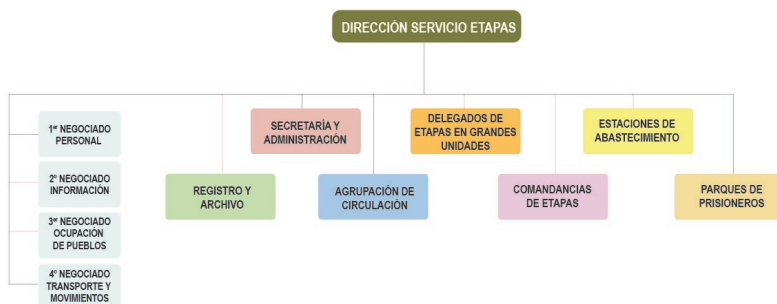 DIRECCIÓN SERVICIO ETAPAS
1er NEGOCIADO
PERSONAL
2º NEGOCIADO
INFORMACIÓN
3er NEGOCIADO
OCUPACIÓN
DE PUEBLOS
4º NEGOCIADO
TRANSPORTE Y
MOVIMIENTOS
SECRETARÍA Y
ADMINISTRACIÓN
DELEGADOS DE
ETAPAS EN GRANDES
UNIDADES
ESTACIONES DE
ABASTECIMIENTO
REGISTRO Y
ARCHIVO
AGRUPACIÓN DE
CIRCULACIÓN
COMANDANCIAS
DE ETAPAS
PARQUES DE
PRISIONEROS